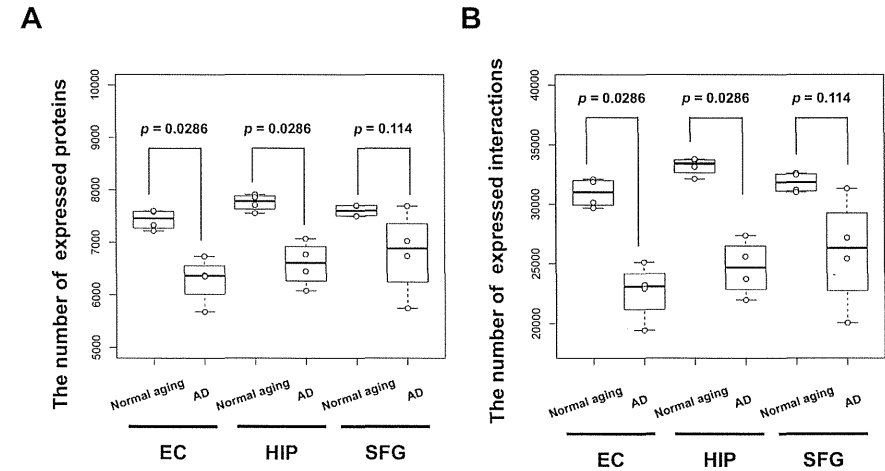 A
The number of expressed proteins
10000
9000
8000
7000
6000
5000
p = 0.0286
p = 0.0286
p = 0.114
Normal aging
AD
Normal aging
AD
Normal aging
AD
EC
HIP
SFG
B
The number of expressed interactions
40000
35000
30000
25000
20000
p = 0.0286
p = 0.0286
p = 0.114
Normal aging
AD
Normal aging
AD
Normal aging
AD
EC
HIP
SFG